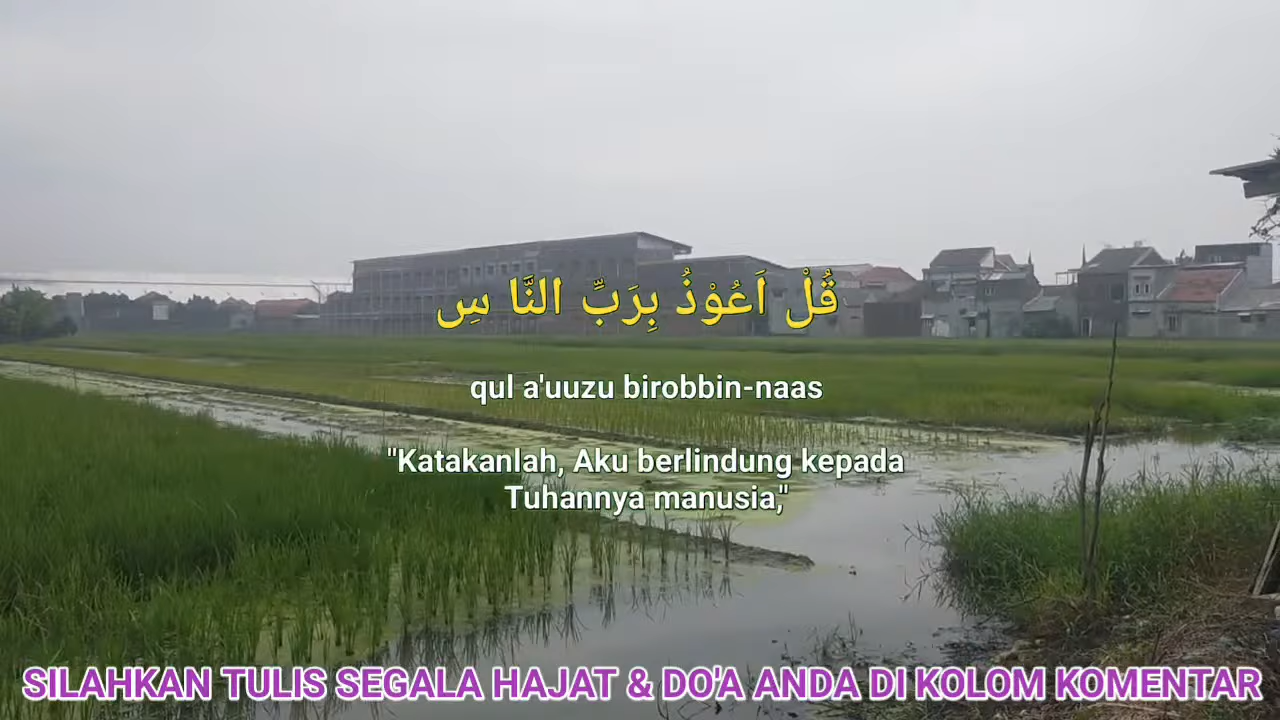 قُلْ اَعُوْذُ بِرَبِّ النَّا سِ
qul a'uuzu birobbin-naas
"Katakanlah, Aku berlindung kepada
Tuhannya manusia,"
SILAHKAN TULIS SEGALA HAJAT & DO'A ANDA DI KOLOM KOMENTAR